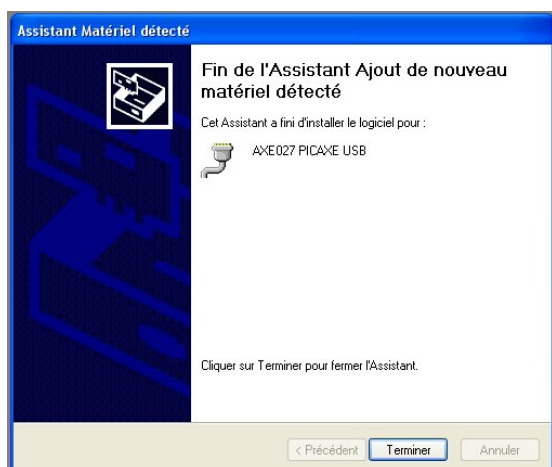 Assistant Matériel détecté
Fin de l'Assistant Ajout de nouveau
matériel détecté
Cet Assistant a fini d'installer le logiciel pour :
AXE027 PICAXE USB
Cliquer sur Terminer pour fermer l'Assistant.
< Précédent Terminer Annuler